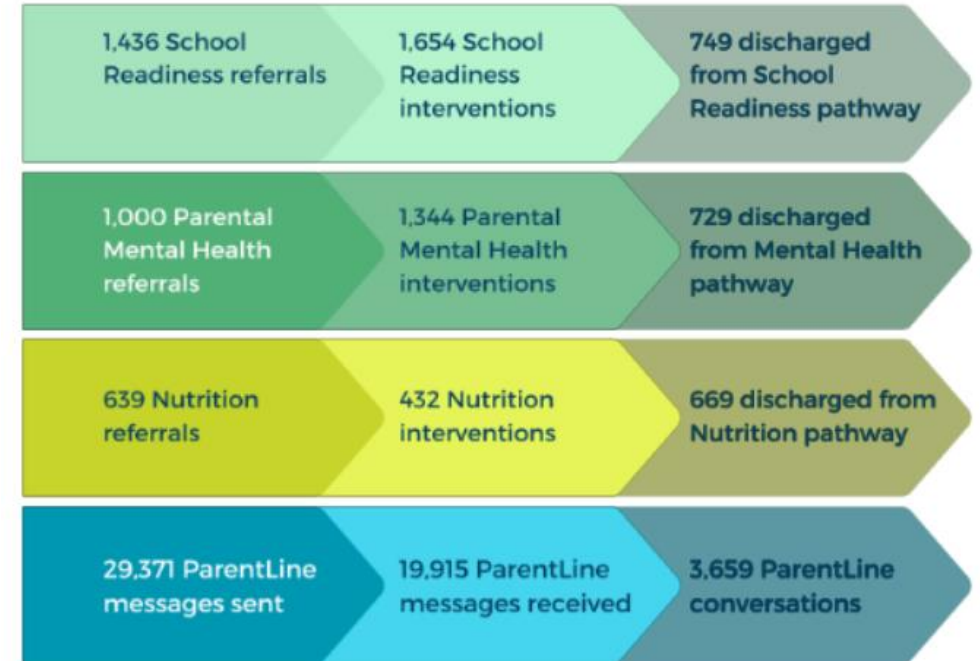 1,436 School
Readiness referrals
1,654 School
Readiness
interventions
749 discharged
from School
Readiness pathway
1,000 Parental
Mental Health
referrals
1,344 Parental
Mental Health
interventions
729 discharged
from Mental Health
pathway
639 Nutrition
referrals
432 Nutrition
interventions
669 discharged from
Nutrition pathway
29,371 ParentLine
messages sent
19,915 ParentLine
messages received
3,659 ParentLine
conversations